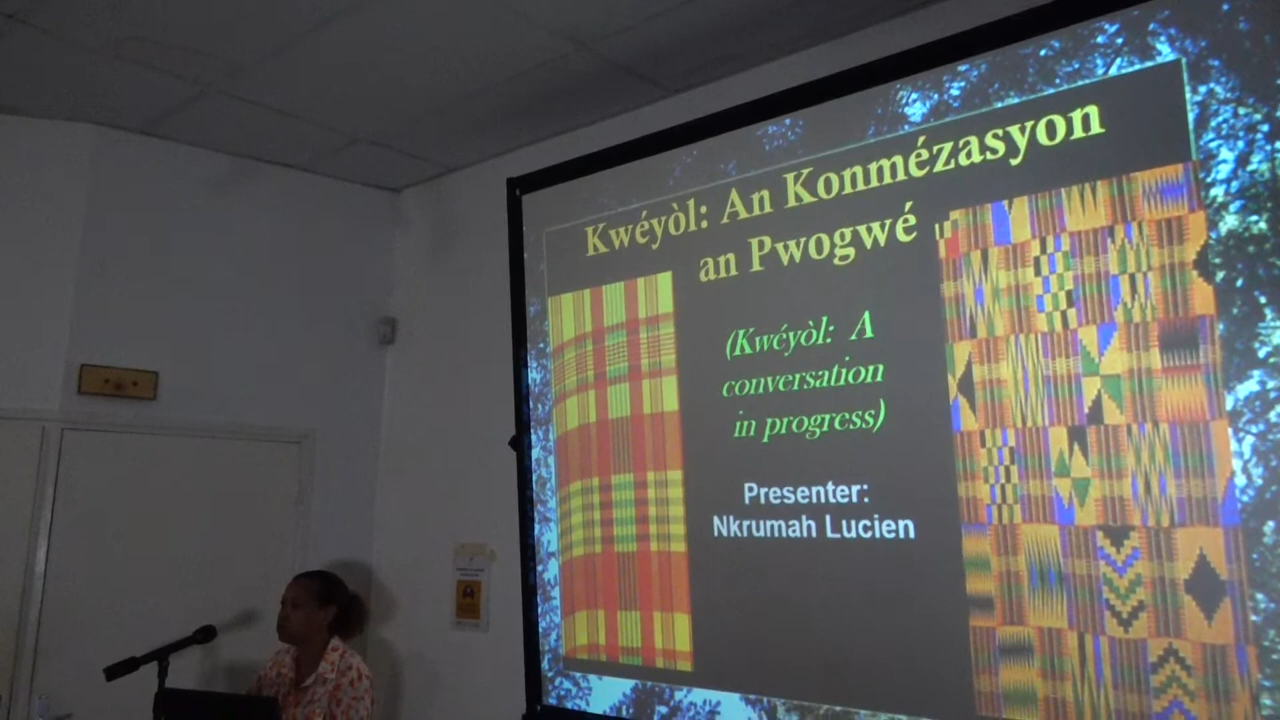 Kwéyòl: An Konmézasyon
an Pwogwé
(Kwéyòl: A
conversation
in progress)
Presenter:
Nkrumah Lucien